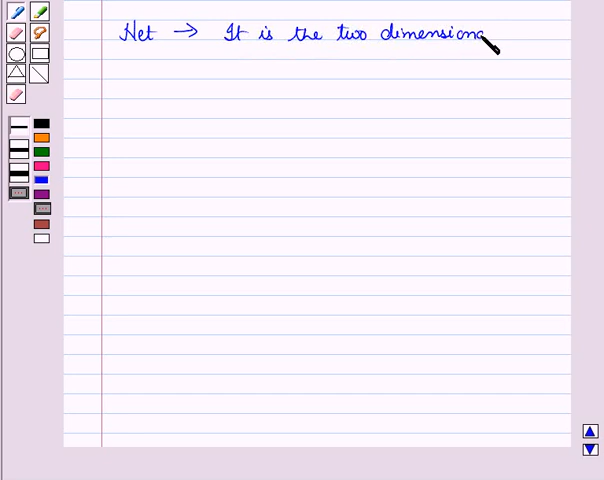 Net → It is the two dimensiona